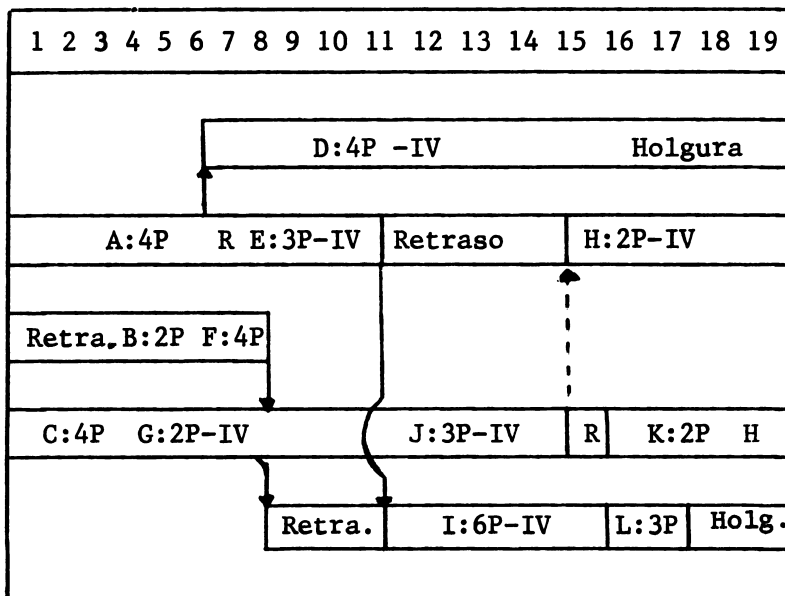 1 2 3 4 5 6 7 8 9 10 11 12 13 14 15 16 17 18 19
D:4P -IV Holgura
A:4P R E:3P-IV Retraso H:2P-IV
Retra. B:2P F:4P
C:4P G:2P-IV J:3P-IV R K:2P H
Retra. I:6P-IV L:3P Holg.